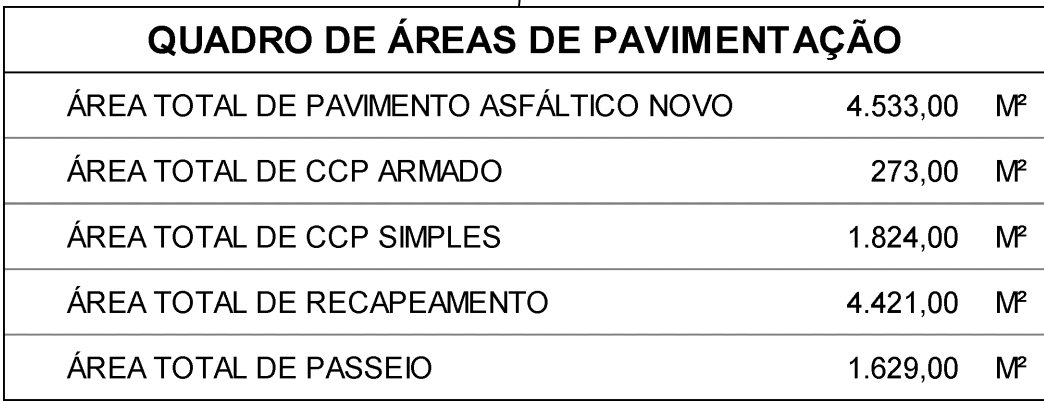 QUADRO DE ÁREAS DE PAVIMENTAÇÃO
ÁREA TOTAL DE PAVIMENTO ASFÁLTICO NOVO 4.533,00 M²
ÁREA TOTAL DE CCP ARMADO 273,00 M²
ÁREA TOTAL DE CCP SIMPLES 1.824,00 M²
ÁREA TOTAL DE RECAPEAMENTO 4.421,00 M²
ÁREA TOTAL DE PASSEIO 1.629,00 M²